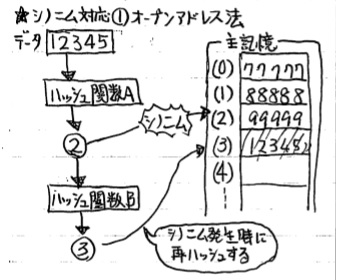 ★シノニム対応①オープンアドレス法
データ 12345
ハッシュ関数A
②
ハッシュ関数B
③
シノニム
主記憶
(0) 77777
(1) 88888
(2) 99999
(3) 12345
(4)
シノニム発生時に
再ハッシュする